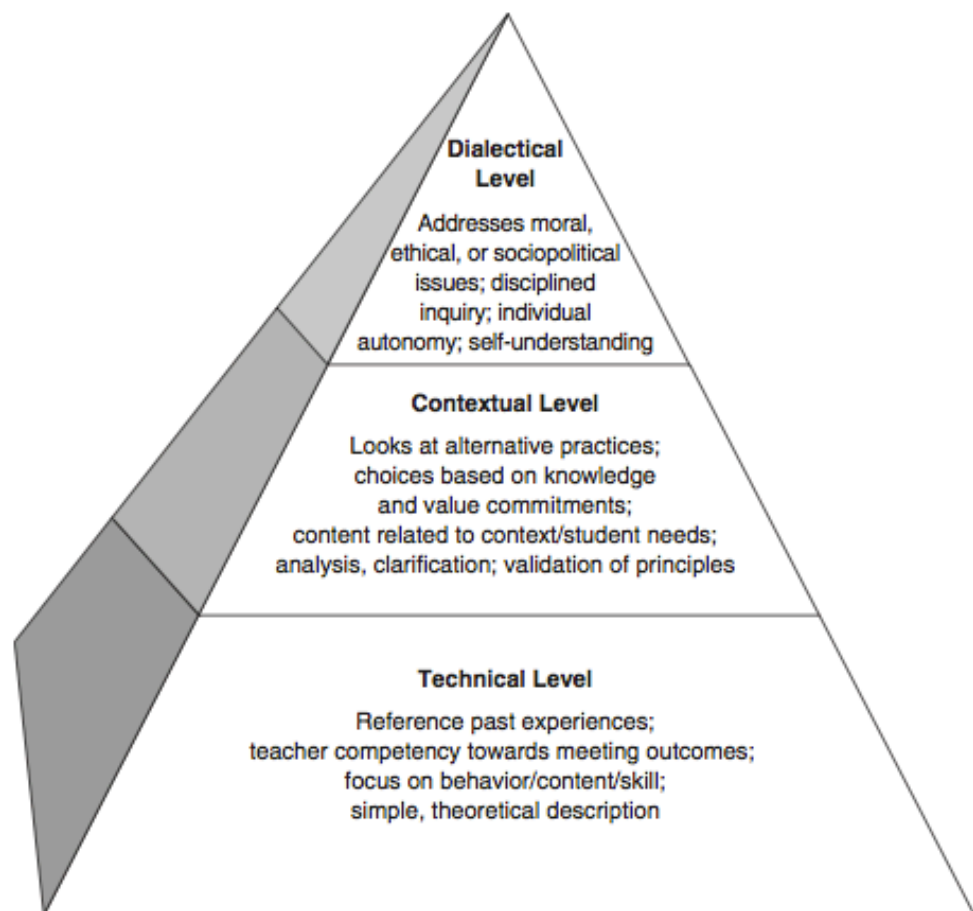 Dialectical
Level
Addresses moral,
ethical, or sociopolitical
issues; disciplined
inquiry; individual
autonomy; self-understanding
Contextual Level
Looks at alternative practices;
choices based on knowledge
and value commitments;
content related to context/student needs;
analysis, clarification; validation of principles
Technical Level
Reference past experiences;
teacher competency towards meeting outcomes;
focus on behavior/content/skill;
simple, theoretical description